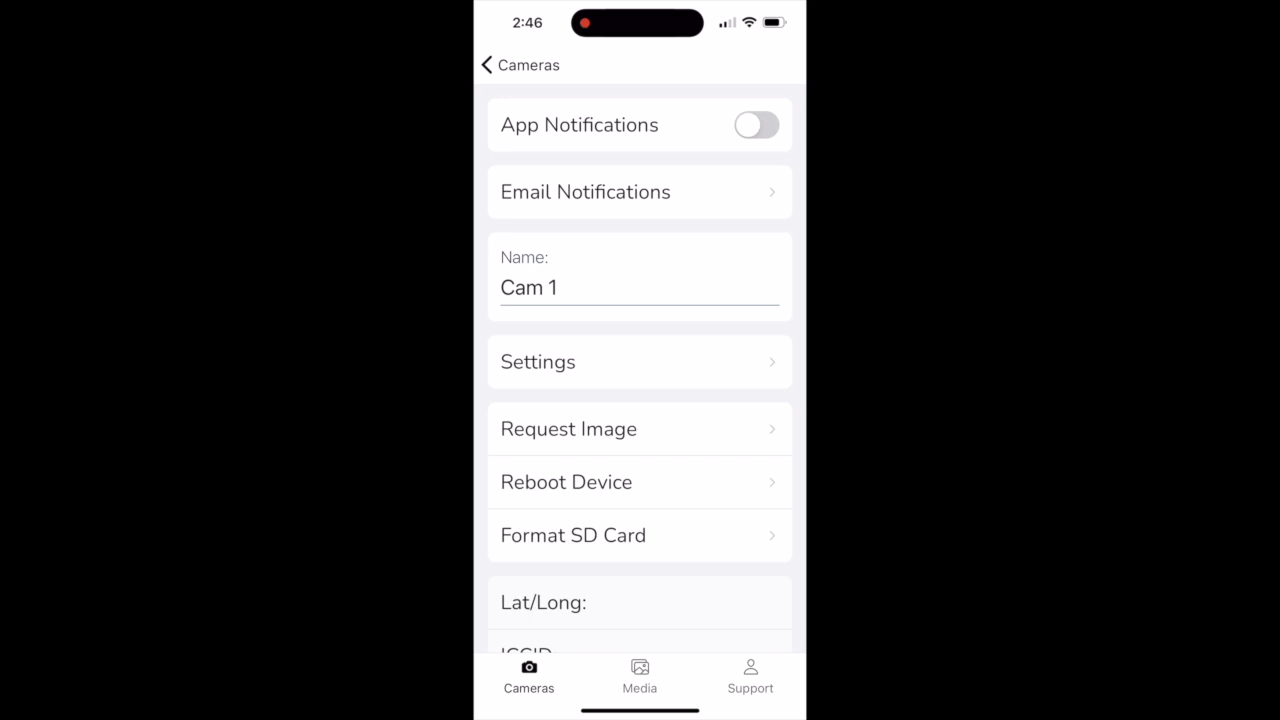 2:46
Cameras
App Notifications
Email Notifications
Name:
Cam 1
Settings
Request Image
Reboot Device
Format SD Card
Lat/Long:
ICCID
Cameras
Media
Support